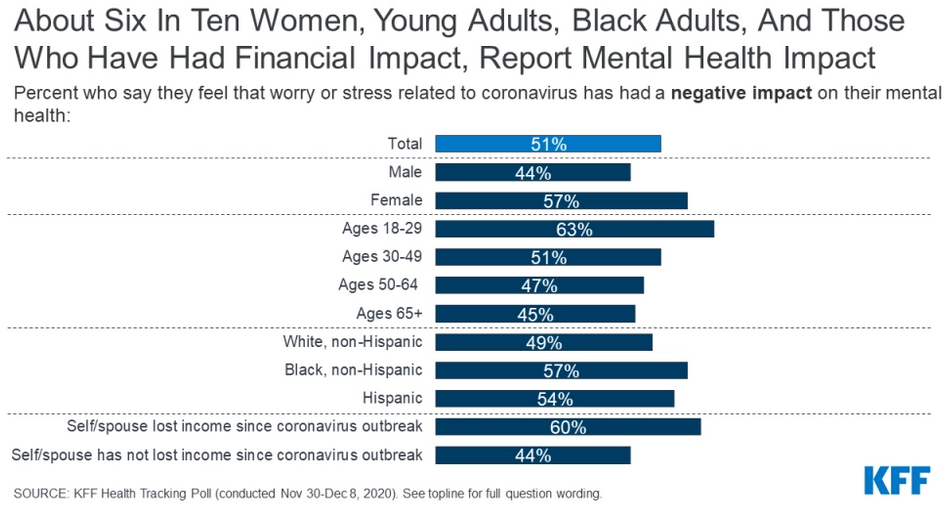 About Six In Ten Women, Young Adults, Black Adults, And Those
Who Have Had Financial Impact, Report Mental Health Impact
Percent who say they feel that worry or stress related to coronavirus has had a negative impact on their mental
health:
Total 51%
Male 44%
Female 57%
Ages 18-29 63%
Ages 30-49 51%
Ages 50-64 47%
Ages 65+ 45%
White, non-Hispanic 49%
Black, non-Hispanic 57%
Hispanic 54%
Self/spouse lost income since coronavirus outbreak 60%
Self/spouse has not lost income since coronavirus outbreak 44%
SOURCE: KFF Health Tracking Poll (conducted Nov 30-Dec 8, 2020). See topline for full question wording.
KFF